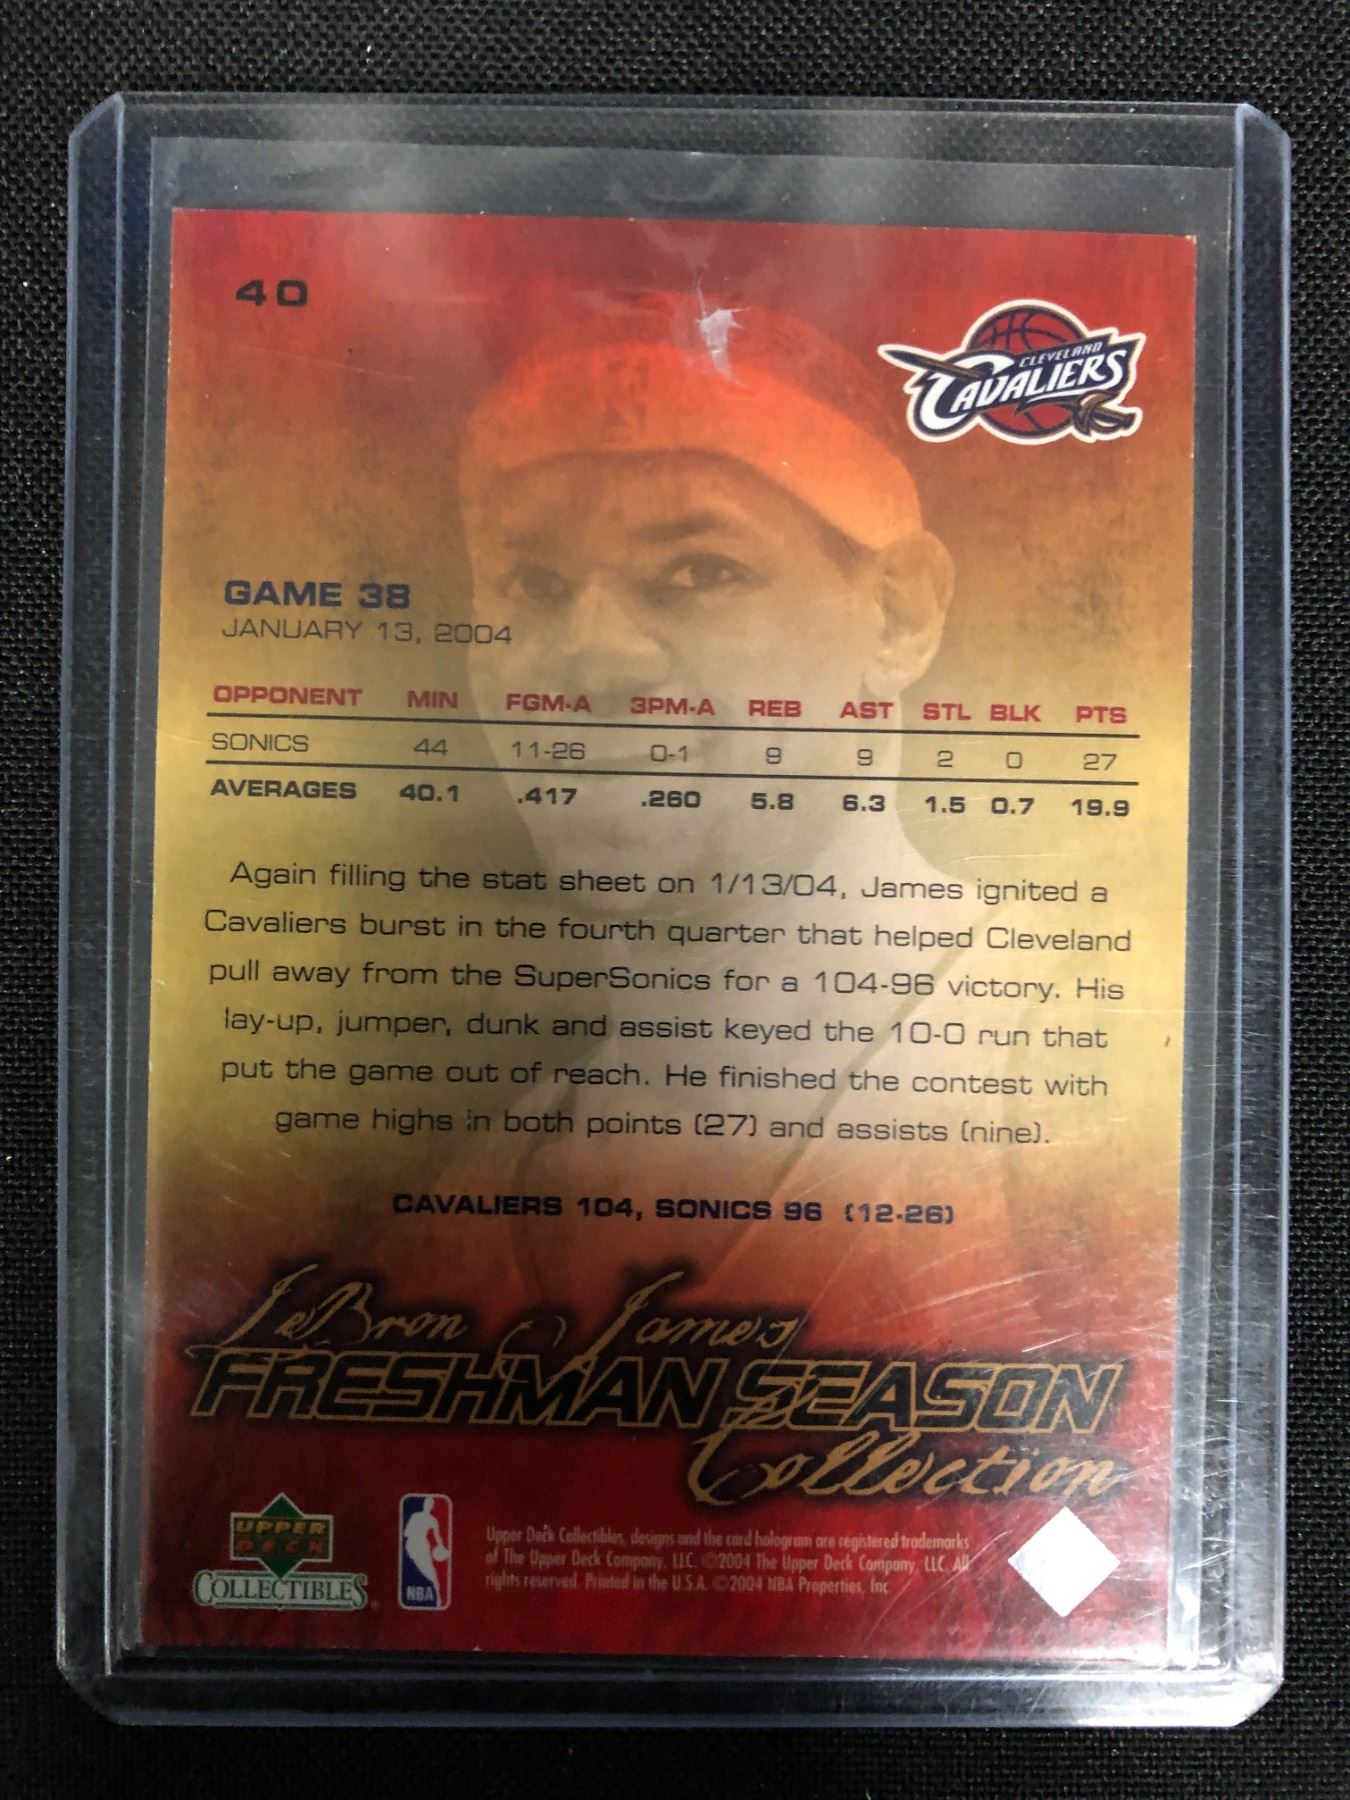 40
CLEVELAND
CAVALIERS
GAME 38
JANUARY 13, 2004
OPPONENT MIN FGM-A 3PM-A REB AST STL BLK PTS
SONICS 44 11-26 0-1 9 9 2 0 27
AVERAGES 40.1 .417 .260 5.8 6.3 1.5 0.7 19.9
Again filling the stat sheet on 1/13/04, James ignited a
Cavaliers burst in the fourth quarter that helped Cleveland
pull away from the SuperSonics for a 104-96 victory. His
lay-up, jumper, dunk and assist keyed the 10-0 run that
put the game out of reach. He finished the contest with
game highs in both points (27) and assists (nine).
CAVALIERS 104, SONICS 96 (12-26)
LeBron James
FRESHMAN SEASON
Collection
UPPER
DECK
COLLECTIBLES
NBA
Upper Deck Collectibles, designs and the card hologram are registered trademarks
of The Upper Deck Company, LLC. ©2004 The Upper Deck Company, LLC. All
rights reserved. Printed in the U.S.A. ©2004 NBA Properties, Inc.